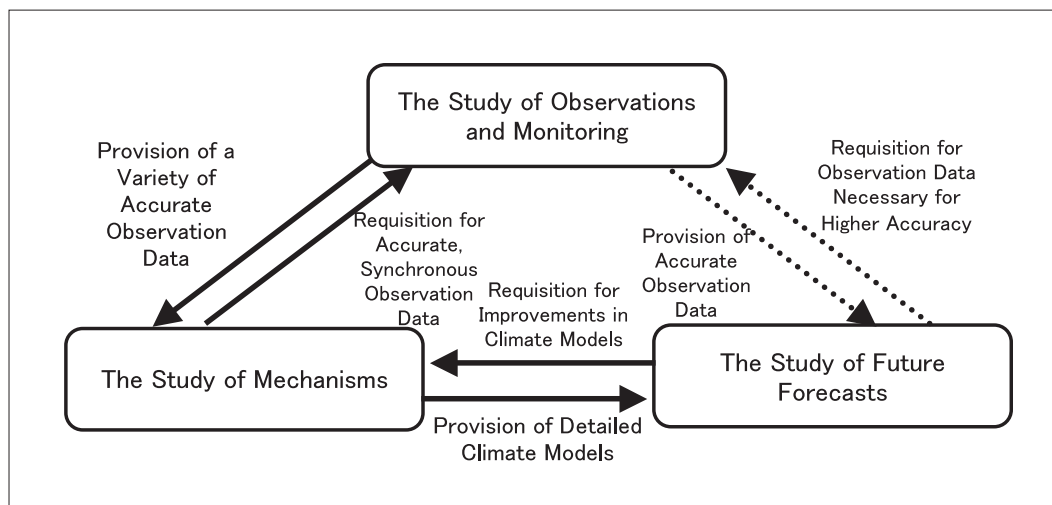 The Study of Observations
and Monitoring
Provision of a
Variety of
Accurate
Observation
Data
Requisition for
Accurate,
Synchronous
Observation
Data
Provision of
Accurate
Observation
Data
Requisition for
Observation Data
Necessary for
Higher Accuracy
Requisition for
Improvements in
Climate Models
The Study of Mechanisms
The Study of Future
Forecasts
Provision of Detailed
Climate Models